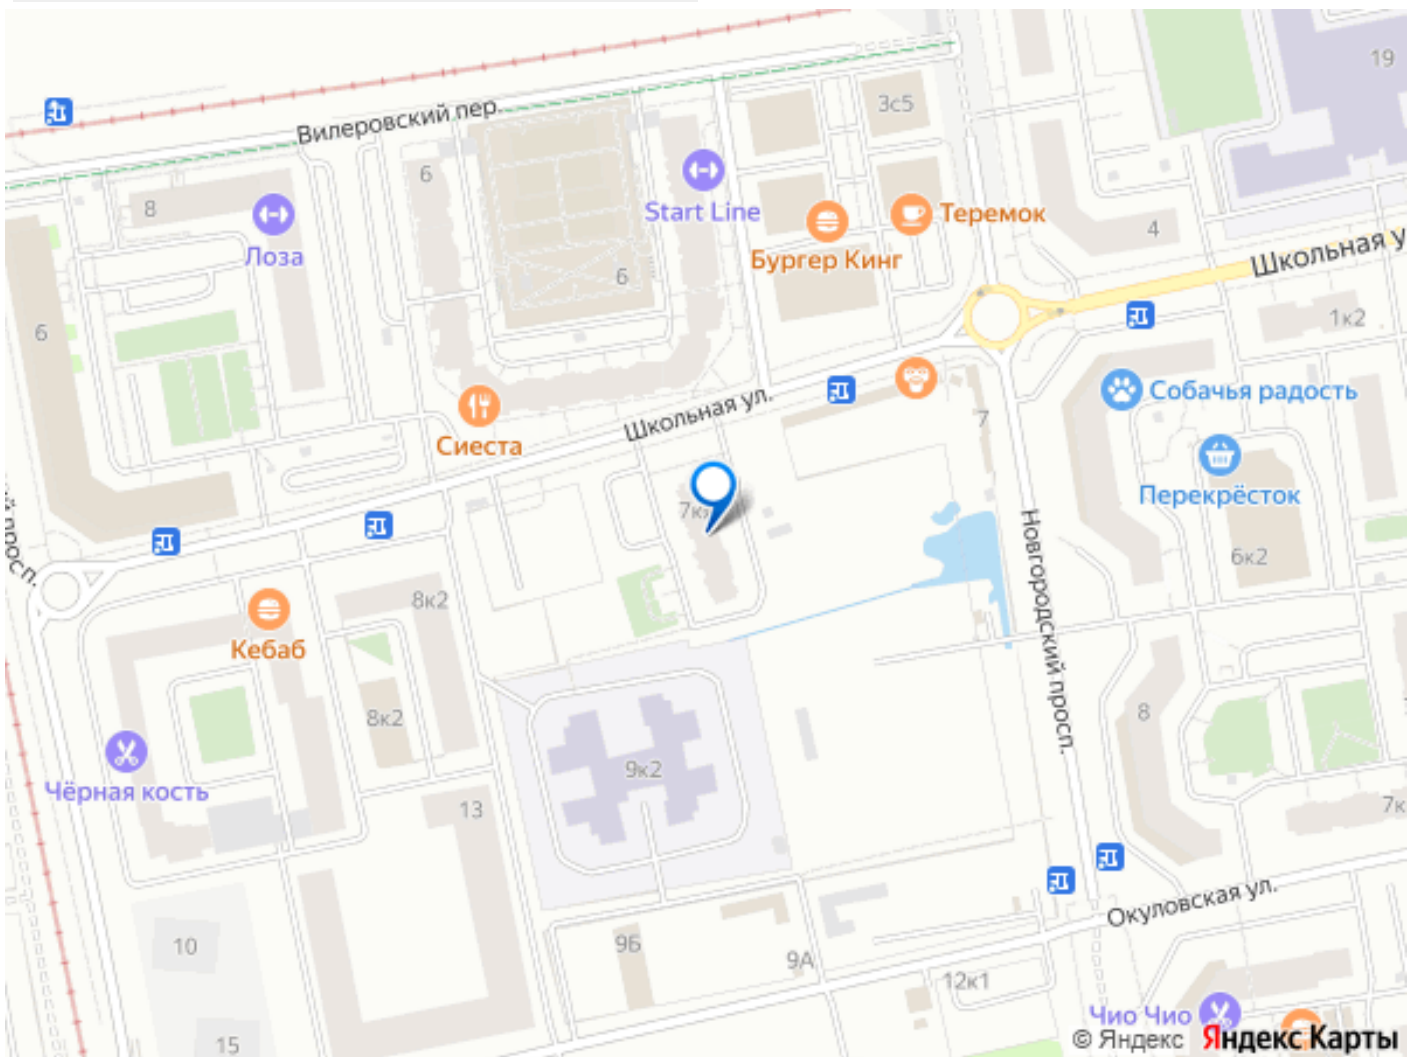 19
3с5
Вилеровский пер.
6
8
Start Line
Теремок
4
Лоза
Бургер Кинг
Школьная у
6
6
1к2
Собачья радость
Школьная ул.
7
Сиеста
Перекрёсток
7к
й просп.
Новгородский просп.
6к2
8к2
Кебаб
8к2
8
9к2
Чёрная кость
13
7к
Окуловская ул.
10
9Б
9А
12к1
Чио Чио
15
© Яндекс Яндекс Карты